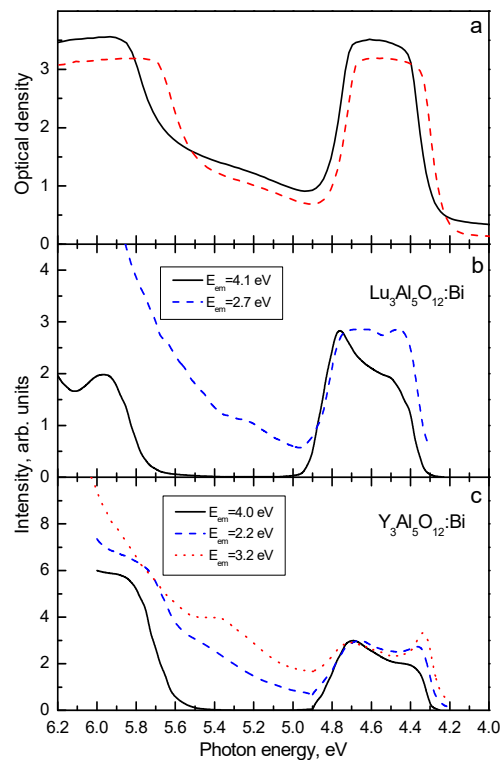 a
3
2
1
0
Optical density
b
4
3
2
1
0
E_em=4.1 eV
E_em=2.7 eV
Lu3Al5O12:Bi
Intensity, arb. units
c
8
6
4
2
0
E_em=4.0 eV
E_em=2.2 eV
E_em=3.2 eV
Y3Al5O12:Bi
6.2 6.0 5.8 5.6 5.4 5.2 5.0 4.8 4.6 4.4 4.2 4.0
Photon energy, eV